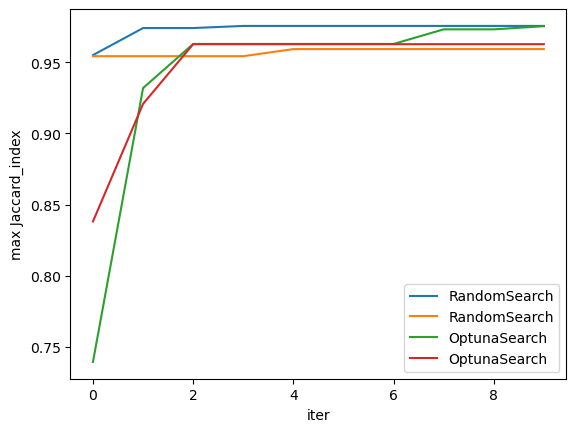 max Jaccard_index
0.95
0.90
0.85
0.80
0.75
0
2
4
6
8
iter
RandomSearch
RandomSearch
OptunaSearch
OptunaSearch